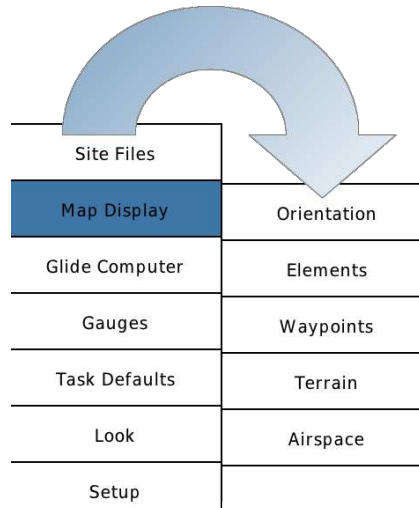 Site Files
Map Display
Glide Computer
Gauges
Task Defaults
Look
Setup
Orientation
Elements
Waypoints
Terrain
Airspace